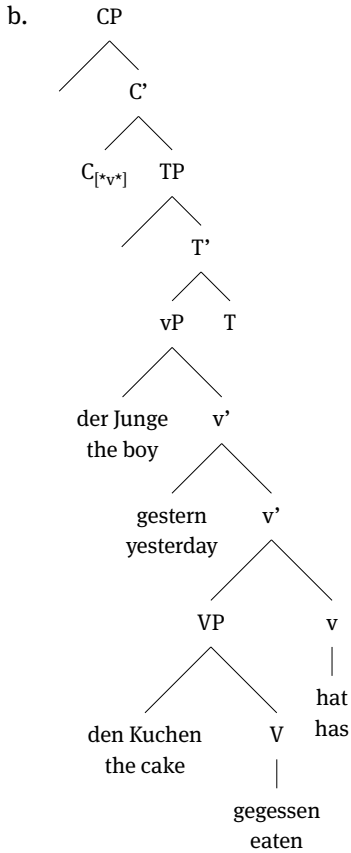 b. CP
C’
C[*v*] TP
T’
vP T
der Junge v’
the boy
gestern v’
yesterday
VP v
hat
den Kuchen V has
the cake
gegessen
eaten